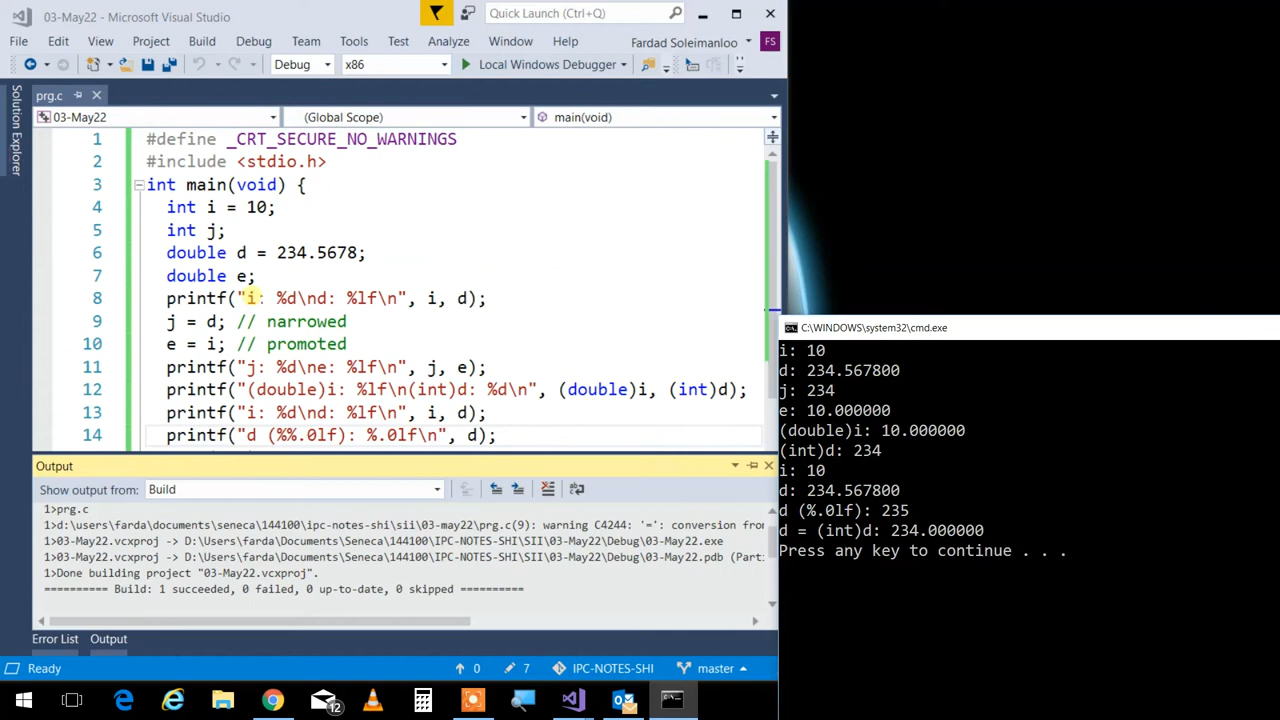 03-May22 - Microsoft Visual Studio
Quick Launch (Ctrl+Q)
File Edit View Project Build Debug Team Tools Test Analyze Window Help Fardad Soleimanloo FS
Debug x86 Local Windows Debugger
prg.c
03-May22 (Global Scope) main(void)
Solution Explorer
1 #define _CRT_SECURE_NO_WARNINGS
2 #include <stdio.h>
3 int main(void) {
4 int i = 10;
5 int j;
6 double d = 234.5678;
7 double e;
8 printf("i: %d\nd: %lf\n", i, d);
9 j = d; // narrowed
10 e = i; // promoted
11 printf("j: %d\ne: %lf\n", j, e);
12 printf("(double)i: %lf\n(int)d: %d\n", (double)i, (int)d);
13 printf("i: %d\nd: %lf\n", i, d);
14 printf("d (%%.0lf): %.0lf\n", d);
Output
Show output from: Build
1>prg.c
1>d:\users\farda\documents\seneca\144100\ipc-notes-shi\sii\03-may22\prg.c(9): warning C4244: '=': conversion from
1>03-May22.vcxproj -> D:\Users\farda\Documents\Seneca\144100\IPC-NOTES-SHI\SII\03-May22\Debug\03-May22.exe
1>03-May22.vcxproj -> D:\Users\farda\Documents\Seneca\144100\IPC-NOTES-SHI\SII\03-May22\Debug\03-May22.pdb (Part
1>Done building project "03-May22.vcxproj".
========== Build: 1 succeeded, 0 failed, 0 up-to-date, 0 skipped ==========
Error List Output
Ready 0 7 IPC-NOTES-SHI master
12
C:\WINDOWS\system32\cmd.exe
i: 10
d: 234.567800
j: 234
e: 10.000000
(double)i: 10.000000
(int)d: 234
i: 10
d: 234.567800
d (%.0lf): 235
d = (int)d: 234.000000
Press any key to continue . . .